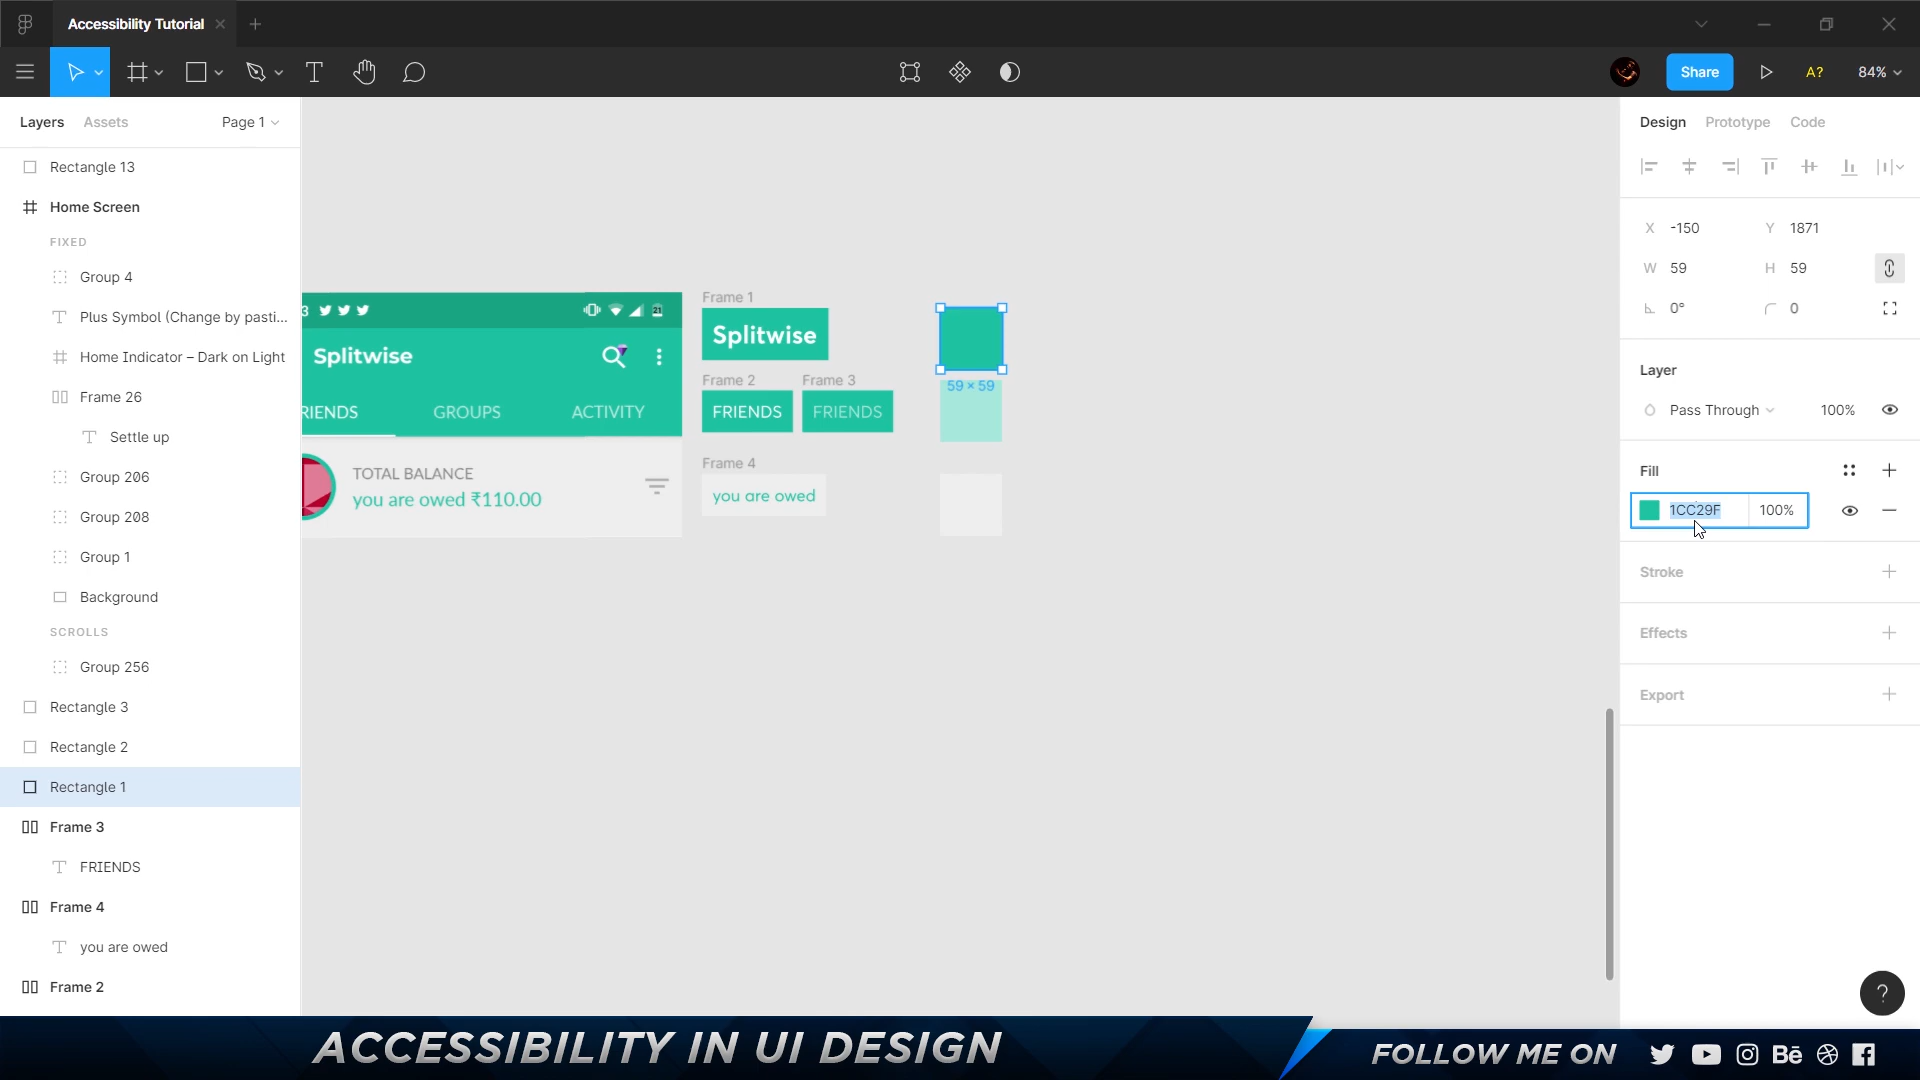 Accessibility Tutorial
Share
A?
84%
Layers
Assets
Page 1
Rectangle 13
Home Screen
FIXED
Group 4
Plus Symbol (Change by pasti...
Home Indicator – Dark on Light
Frame 26
Settle up
Group 206
Group 208
Group 1
Background
SCROLLS
Group 256
Rectangle 3
Rectangle 2
Rectangle 1
Frame 3
FRIENDS
Frame 4
you are owed
Frame 2
3
21
Splitwise
RIENDS
GROUPS
ACTIVITY
TOTAL BALANCE
you are owed ₹110.00
Frame 1
Splitwise
Frame 2
Frame 3
FRIENDS
FRIENDS
Frame 4
you are owed
59 × 59
Design
Prototype
Code
X -150
Y 1871
W 59
H 59
0°
0
Layer
Pass Through
100%
Fill
1CC29F
100%
Stroke
Effects
Export
?
ACCESSIBILITY IN UI DESIGN
FOLLOW ME ON
Bē